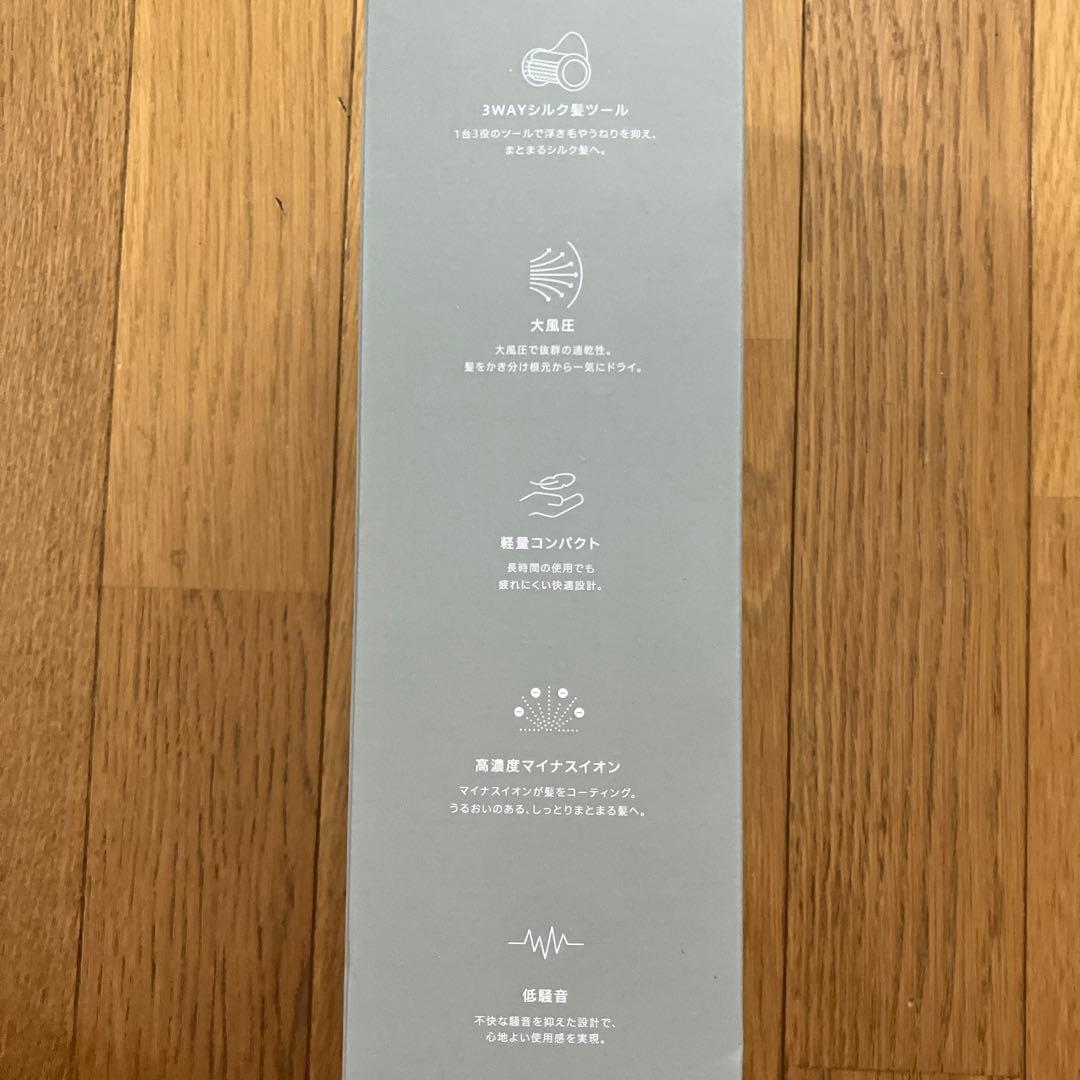 3WAYシルク髪ツール
1台3役のツールで浮き毛やうねりを抑え、
まとまるシルク髪へ。
大風圧
大風圧で抜群の速乾性。
髪をかき分け根元から一気にドライ。
軽量コンパクト
長時間の使用でも
疲れにくい快適設計。
高濃度マイナスイオン
マイナスイオンが髪をコーティング。
うるおいのある、しっとりまとまる髪へ。
低騒音
不快な騒音を抑えた設計で、
心地よい使用感を実現。